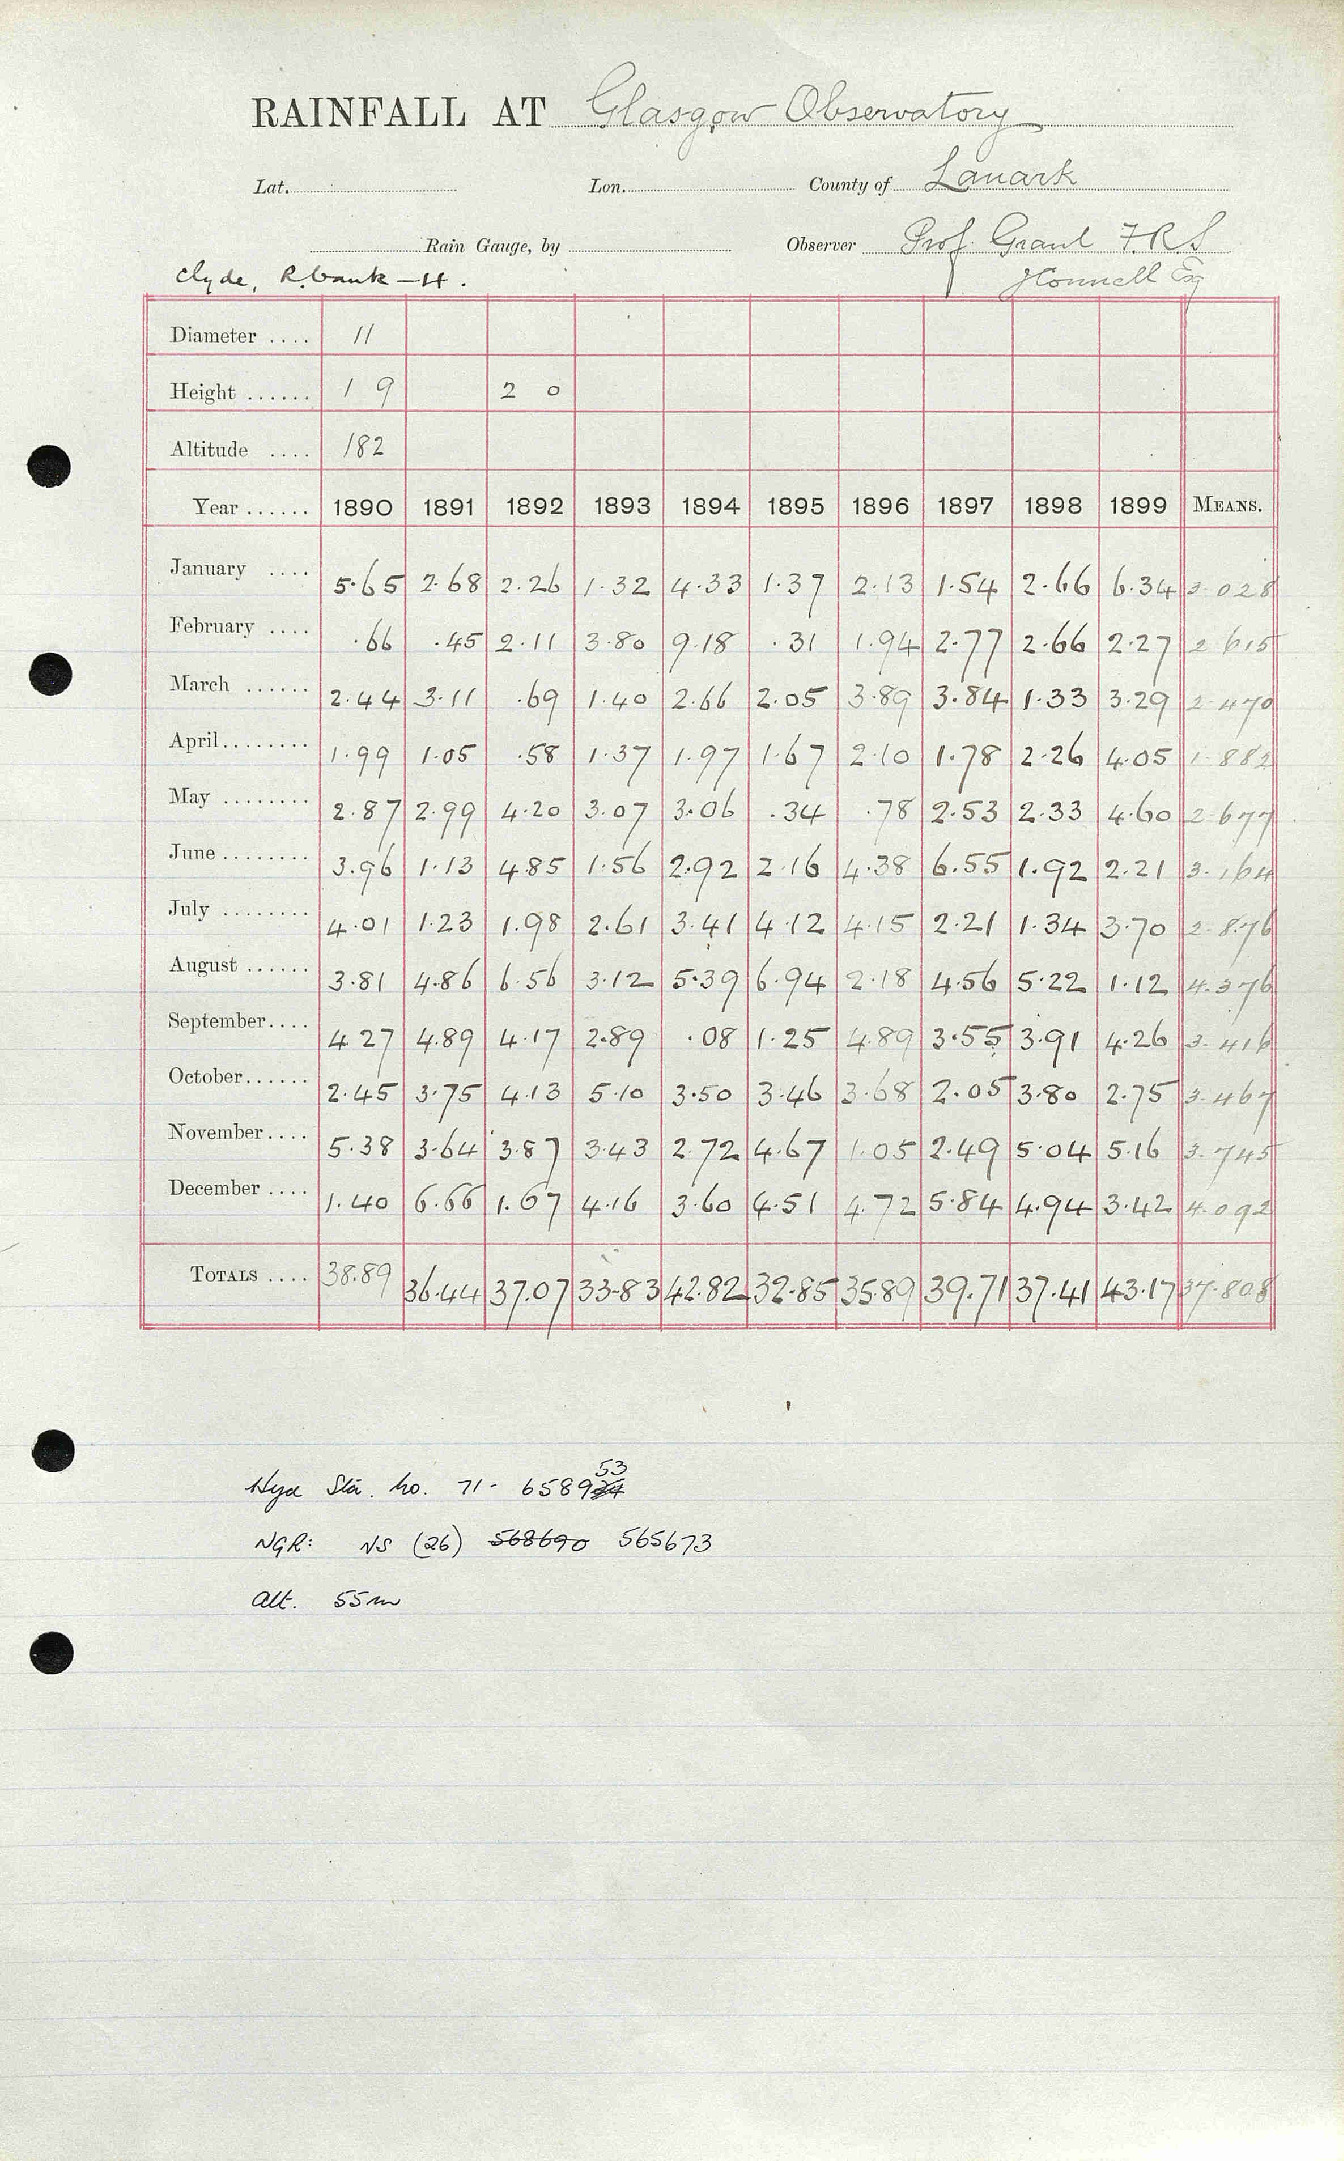 RAINFALL AT Glasgow Observatory
Lat. Lon. County of Lanark
Rain Gauge, by Observer Prof. Grant F.R.S
Clyde, R. bank - H. Connell Esq
Diameter .... 11
Height ...... 1 9 2 0
Altitude .... 182
Year ...... 1890 1891 1892 1893 1894 1895 1896 1897 1898 1899 MEANS.
January .... 5.65 2.68 2.26 1.32 4.33 1.37 2.13 1.54 2.66 6.34 3.028
February .... .66 .45 2.11 3.80 9.18 .31 1.94 2.77 2.66 2.27 2.615
March ...... 2.44 3.11 .69 1.40 2.66 2.05 3.89 3.84 1.33 3.29 2.470
April........ 1.99 1.05 .58 1.37 1.97 1.67 2.10 1.78 2.26 4.05 1.882
May ........ 2.87 2.99 4.20 3.07 3.06 .34 .78 2.53 2.33 4.60 2.677
June ........ 3.96 1.13 4.85 1.56 2.92 2.16 4.38 6.55 1.92 2.21 3.164
July ........ 4.01 1.23 1.98 2.61 3.41 4.12 4.15 2.21 1.34 3.70 2.876
August ...... 3.81 4.86 6.56 3.12 5.39 6.94 2.18 4.56 5.22 1.12 4.376
September.... 4.27 4.89 4.17 2.89 .08 1.25 4.89 3.55 3.91 4.26 3.416
October...... 2.45 3.75 4.13 5.10 3.50 3.46 3.68 2.05 3.80 2.75 3.467
November.... 5.38 3.64 3.87 3.43 2.72 4.67 1.05 2.49 5.04 5.16 3.745
December .... 1.40 6.66 1.67 4.16 3.60 4.51 4.72 5.84 4.94 3.42 4.092
TOTALS .... 38.89 36.44 37.07 33.83 42.82 32.85 35.89 39.71 37.41 43.17 37.808
53
Hyd Sta. No. 71- 6589
NGR: NS (26) 568690 565673
Alt. 55m